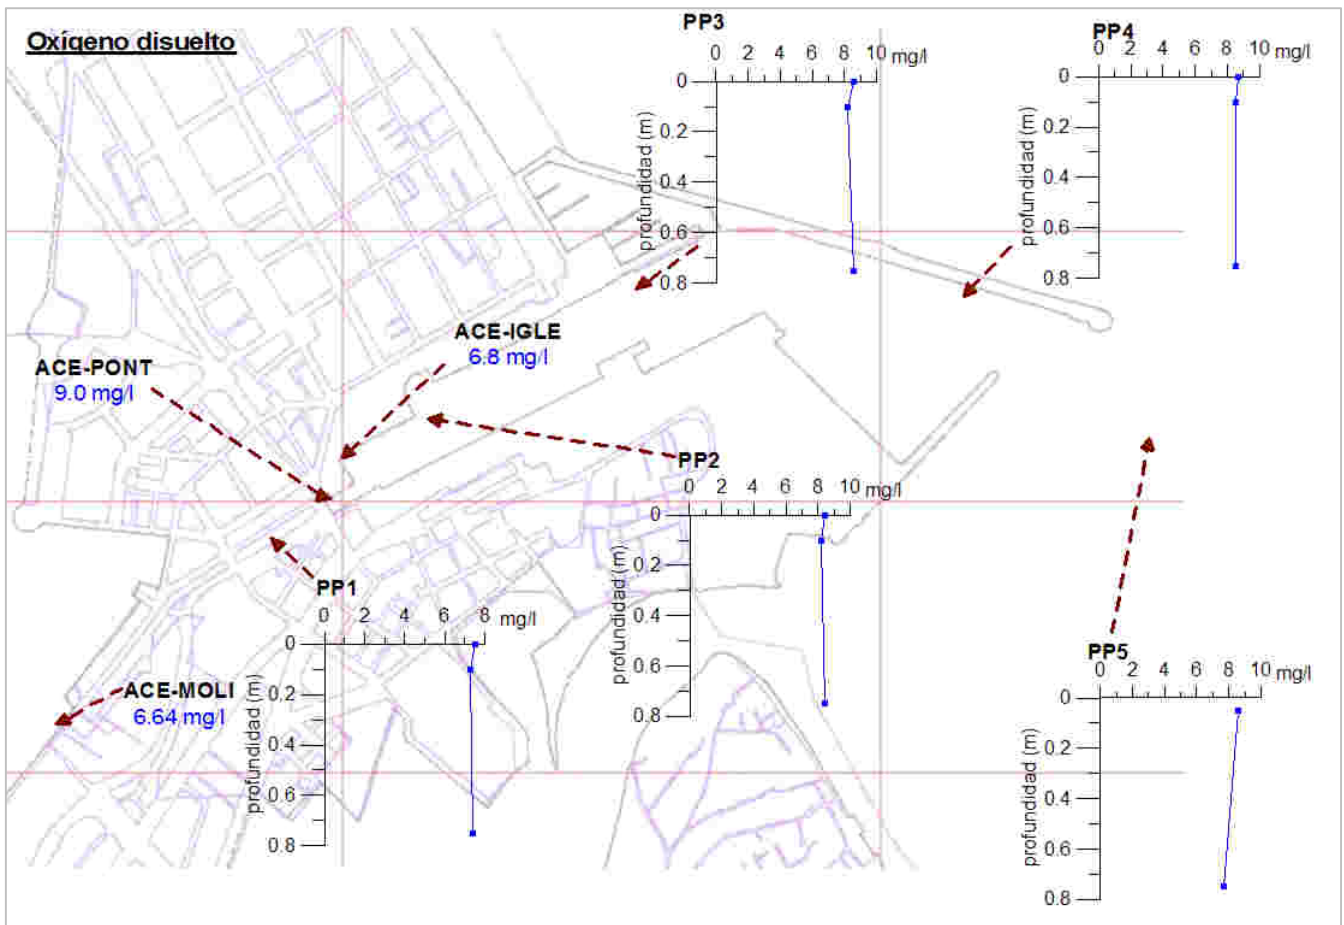 Oxígeno disuelto
PP3
0 2 4 6 8 10 mg/l
profundidad (m)
0
0.2
0.4
0.6
0.8
PP4
0 2 4 6 8 10 mg/l
profundidad (m)
0
0.2
0.4
0.6
0.8
ACE-IGLE
6.8 mg/l
ACE-PONT
9.0 mg/l
PP2
0 2 4 6 8 10 mg/l
profundidad (m)
0
0.2
0.4
0.6
0.8
PP1
0 2 4 6 8 mg/l
profundidad (m)
0
0.2
0.4
0.6
0.8
ACE-MOLI
6.64 mg/l
PP5
0 2 4 6 8 10 mg/l
profundidad (m)
0
0.2
0.4
0.6
0.8